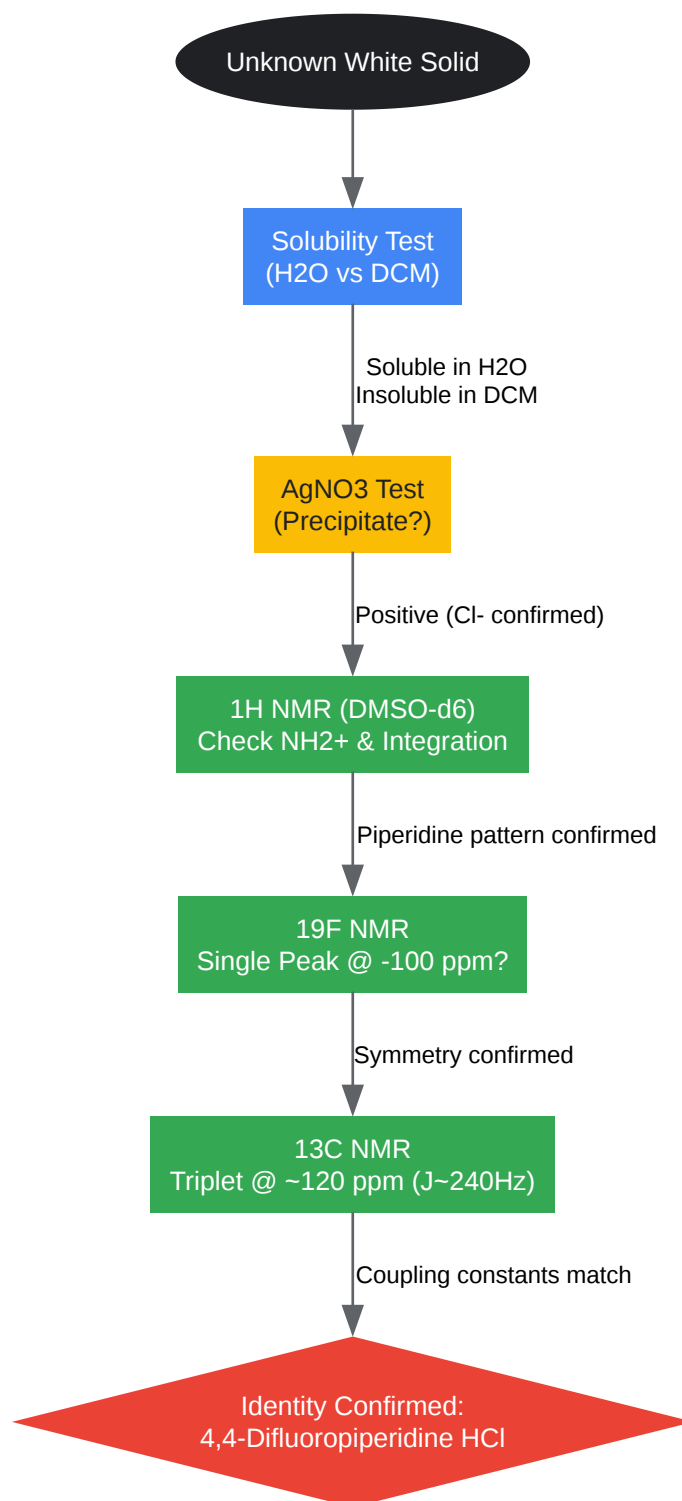 Unknown White Solid
Solubility Test
(H2O vs DCM)
Soluble in H2O
Insoluble in DCM
AgNO3 Test
(Precipitate?)
Positive (Cl- confirmed)
1H NMR (DMSO-d6)
Check NH2+ & Integration
Piperidine pattern confirmed
19F NMR
Single Peak @ -100 ppm?
Symmetry confirmed
13C NMR
Triplet @ ~120 ppm (J~240Hz)
Coupling constants match
Identity Confirmed:
4,4-Difluoropiperidine HCl